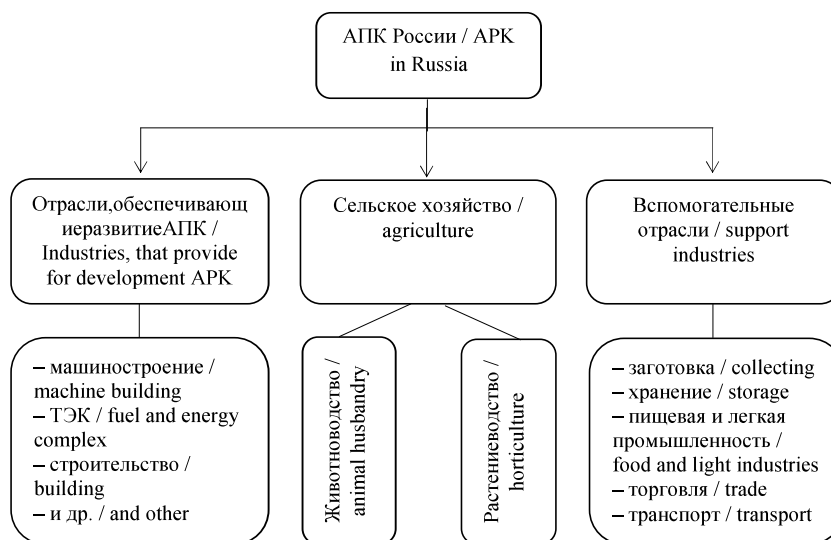 АПК России / APK
in Russia
Отрасли,обеспечивающ
иеразвитиеАПК /
Industries, that provide
for development APK
Сельское хозяйство /
agriculture
Вспомогательные
отрасли / support
industries
– машиностроение /
machine building
– ТЭК / fuel and energy
complex
– строительство /
building
– и др. / and other
Животноводство /
animal husbandry
Растениеводство /
horticulture
– заготовка / collecting
– хранение / storage
– пищевая и легкая
промышленность /
food and light industries
– торговля / trade
– транспорт / transport